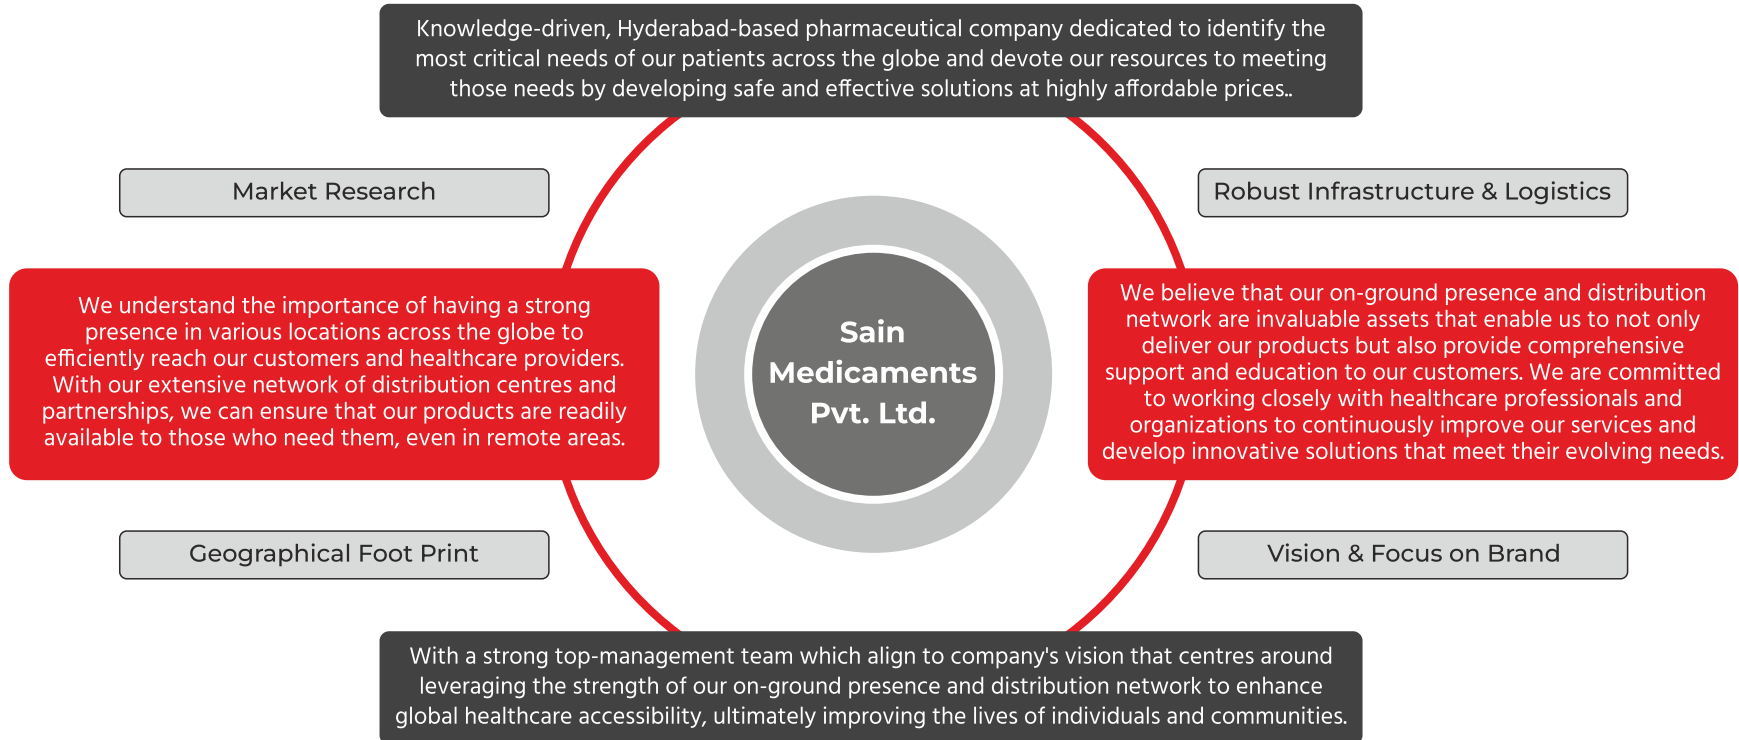 Knowledge-driven, Hyderabad-based pharmaceutical company dedicated to identify the
most critical needs of our patients across the globe and devote our resources to meeting
those needs by developing safe and effective solutions at highly affordable prices..
Market Research
Robust Infrastructure & Logistics
We understand the importance of having a strong
presence in various locations across the globe to
efficiently reach our customers and healthcare providers.
With our extensive network of distribution centres and
partnerships, we can ensure that our products are readily
available to those who need them, even in remote areas.
Sain
Medicaments
Pvt. Ltd.
We believe that our on-ground presence and distribution
network are invaluable assets that enable us to not only
deliver our products but also provide comprehensive
support and education to our customers. We are committed
to working closely with healthcare professionals and
organizations to continuously improve our services and
develop innovative solutions that meet their evolving needs.
Geographical Foot Print
Vision & Focus on Brand
With a strong top-management team which align to company's vision that centres around
leveraging the strength of our on-ground presence and distribution network to enhance
global healthcare accessibility, ultimately improving the lives of individuals and communities.